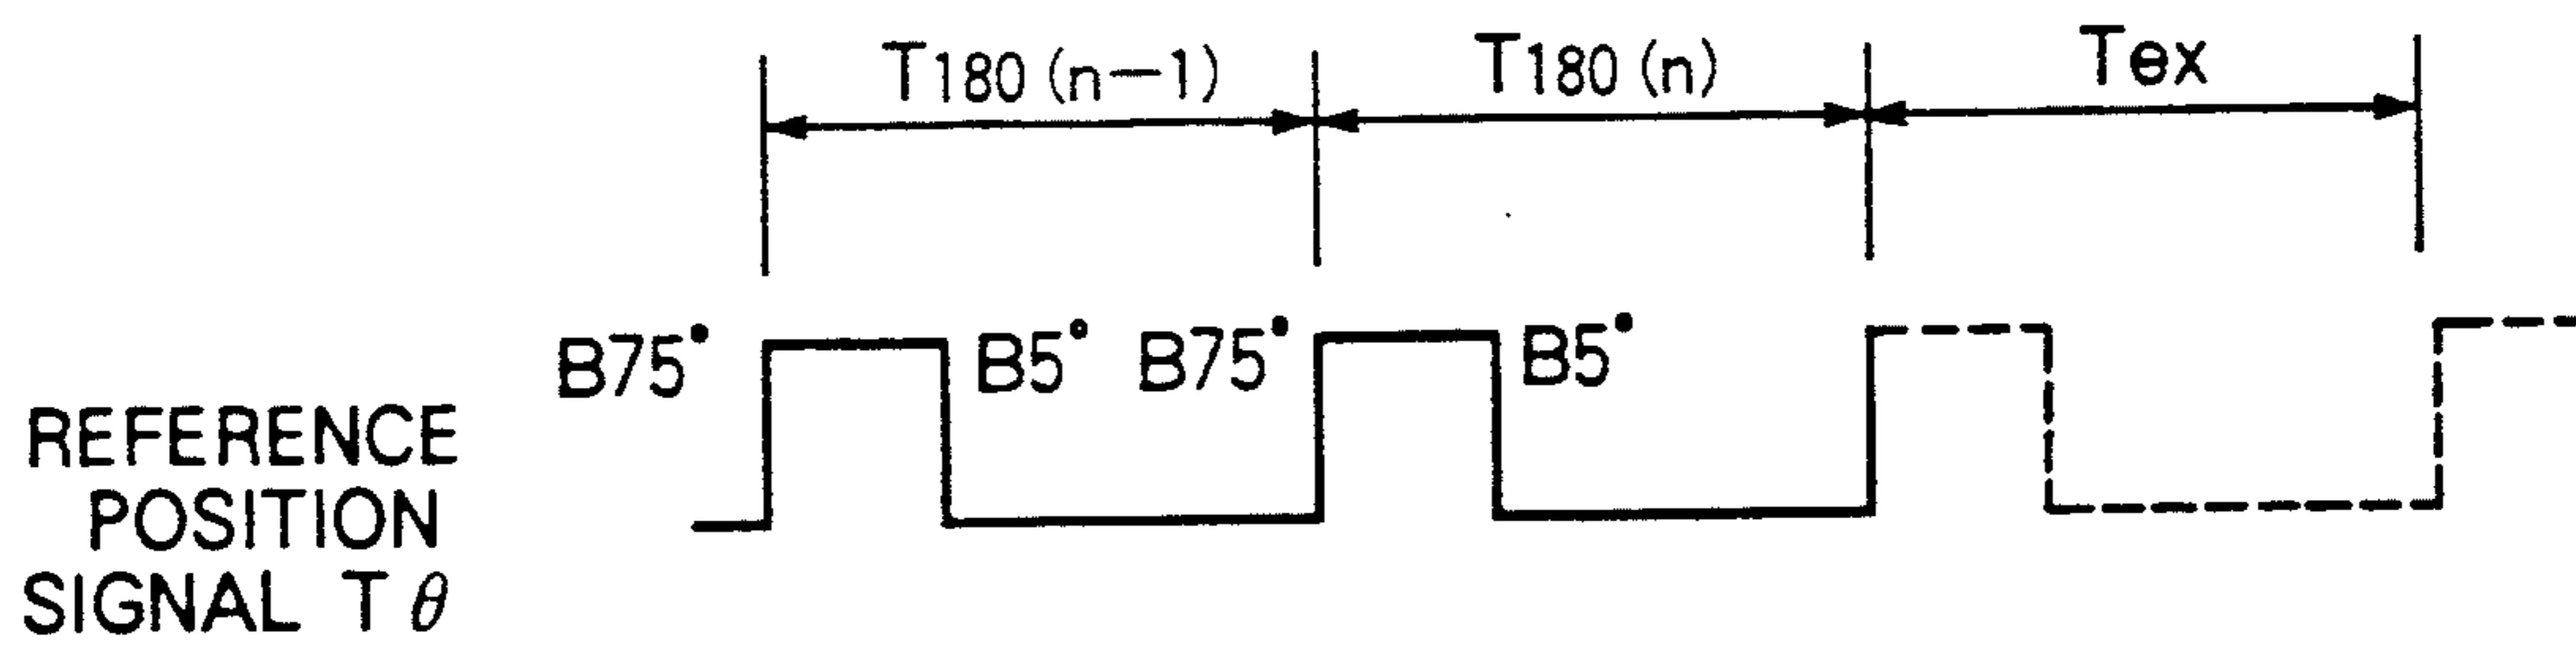 T180 (n−1) T180 (n) Tex
B75° B5° B75° B5°
REFERENCE
POSITION
SIGNAL Tθ